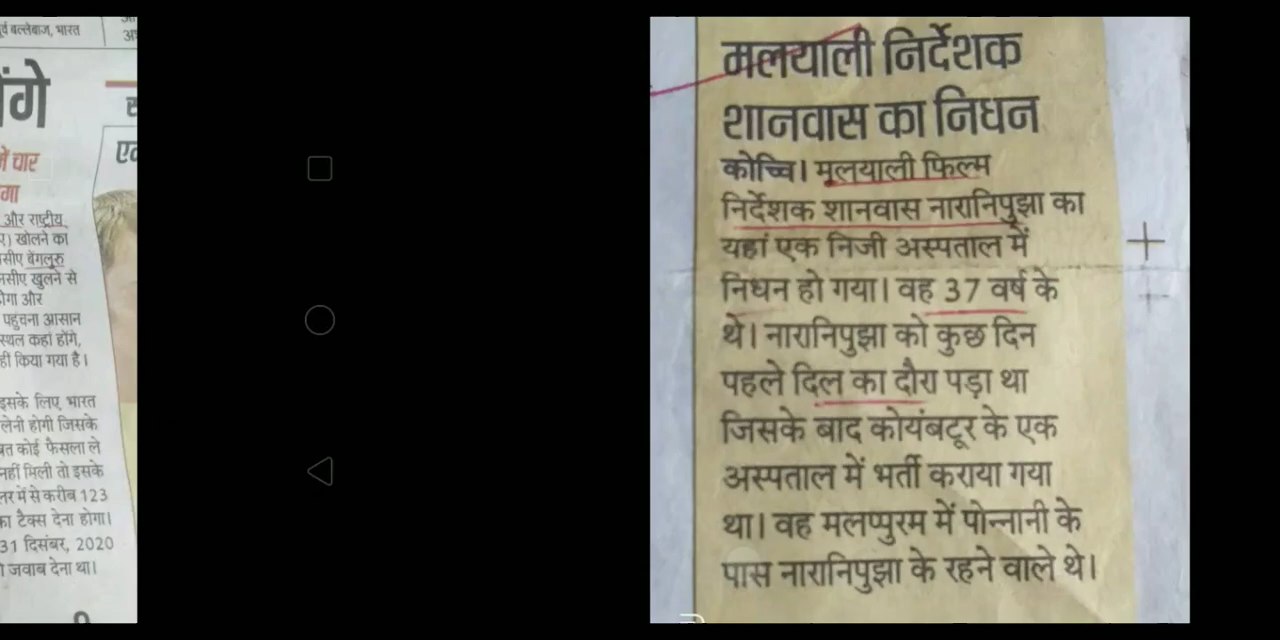 पूर्व बल्लेबाज, भारत
ंगे
में चार
और राष्ट्रीय
खोलने का
बेंगलुरु
खुलने से
और
पहुंचना आसान
कहां होंगे,
किया गया है।
इसके लिए भारत
लेनी होगी जिसके
कोई फैसला ले
नहीं मिली तो इसके
में से करीब 123
का टैक्स देना होगा।
31 दिसंबर, 2020
जवाब देना था।
मलयाली निर्देशक
शानवास का निधन
कोच्चि। मलयाली फिल्म
निर्देशक शानवास नारानिपुझा का
यहां एक निजी अस्पताल में
निधन हो गया। वह 37 वर्ष के
थे। नारानिपुझा को कुछ दिन
पहले दिल का दौरा पड़ा था
जिसके बाद कोयंबटूर के एक
अस्पताल में भर्ती कराया गया
था। वह मलप्पुरम में पोन्नानी के
पास नारानिपुझा के रहने वाले थे।